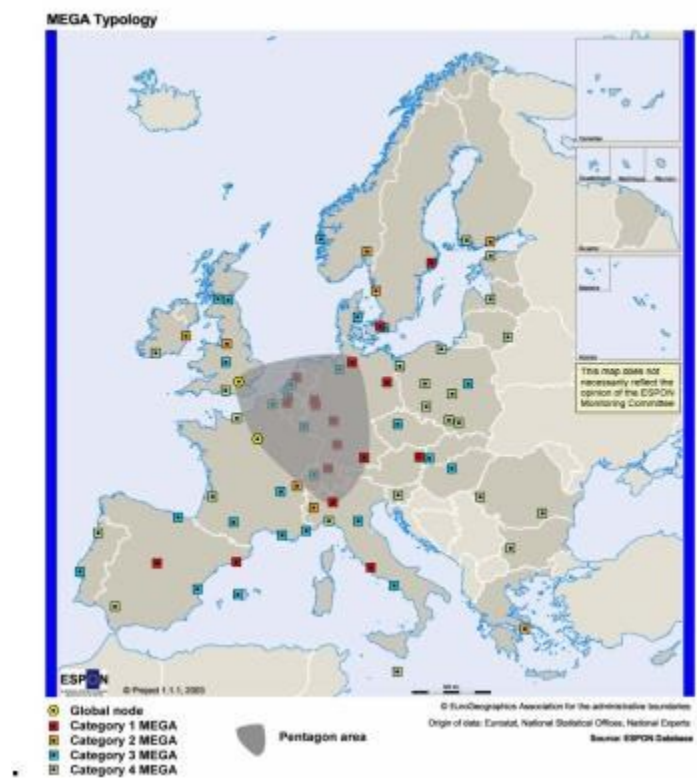 MEGA Typology
This map does not
necessarily reflect the
opinion of the ESPON
Monitoring Committee
ESPON
© Project 1.1.1, 2003
© EuroGeographics Association for the administrative boundaries
Origin of data: Eurostat, National Statistical Offices, National Experts
Source: ESPON Database
Global node
Category 1 MEGA
Category 2 MEGA
Category 3 MEGA
Category 4 MEGA
Pentagon area